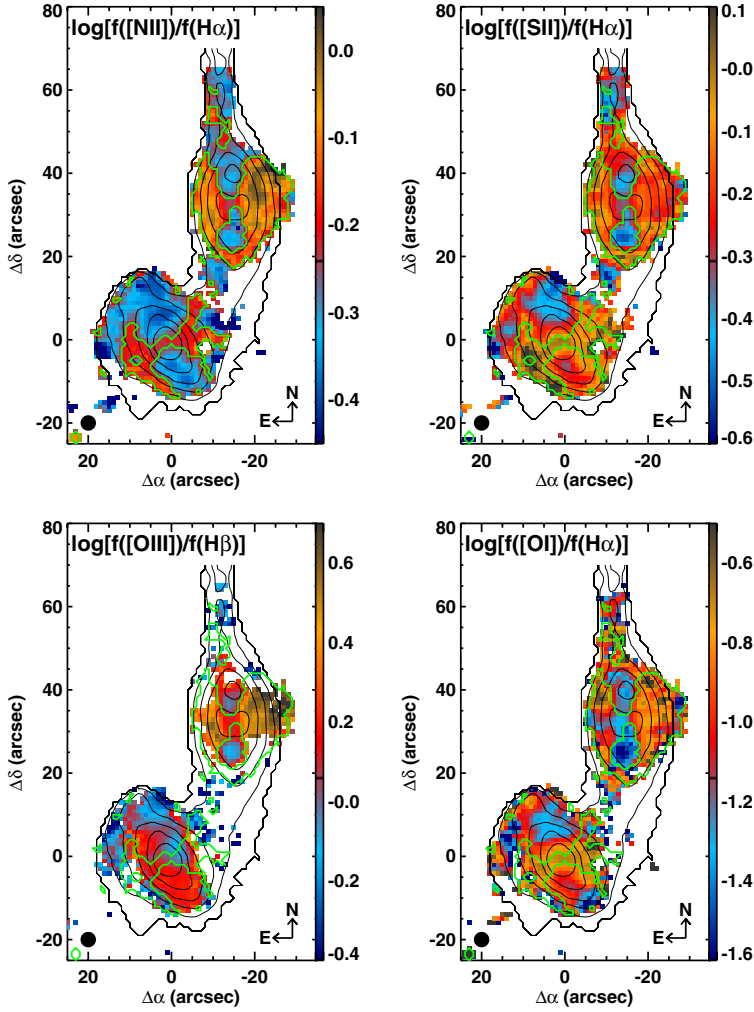 log[f([NII])/f(Hα)]
80
60
40
20
0
-20
Δδ (arcsec)
20 0 -20
Δα (arcsec)
N
E
0.0
-0.1
-0.2
-0.3
-0.4
log[f([SII])/f(Hα)]
80
60
40
20
0
-20
Δδ (arcsec)
20 0 -20
Δα (arcsec)
N
E
0.1
-0.0
-0.1
-0.2
-0.3
-0.4
-0.5
-0.6
log[f([OIII])/f(Hβ)]
80
60
40
20
0
-20
Δδ (arcsec)
20 0 -20
Δα (arcsec)
N
E
0.6
0.4
0.2
-0.0
-0.2
-0.4
log[f([OI])/f(Hα)]
80
60
40
20
0
-20
Δδ (arcsec)
20 0 -20
Δα (arcsec)
N
E
-0.6
-0.8
-1.0
-1.2
-1.4
-1.6